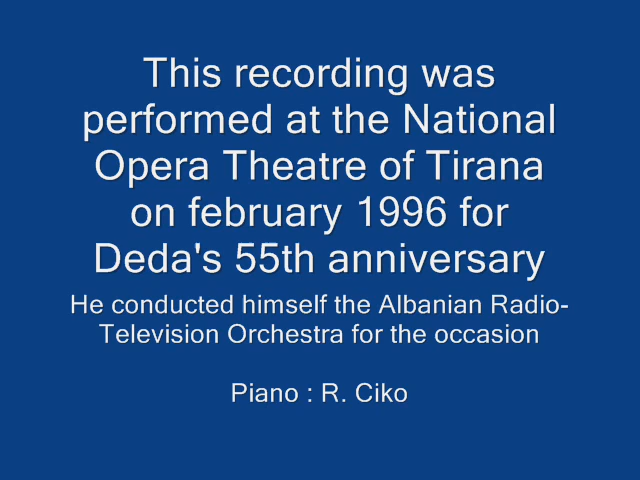 This recording was
performed at the National
Opera Theatre of Tirana
on february 1996 for
Deda's 55th anniversary
He conducted himself the Albanian Radio-
Television Orchestra for the occasion
Piano : R. Ciko